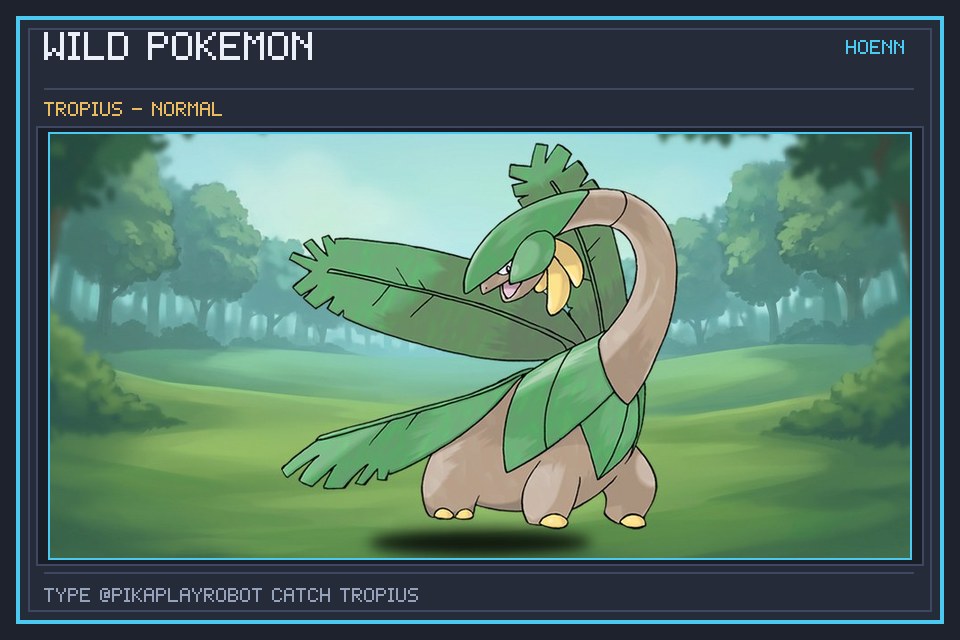 WILD POKEMON
HOENN
TROPIUS - NORMAL
TYPE @PIKAPLAYROBOT CATCH TROPIUS